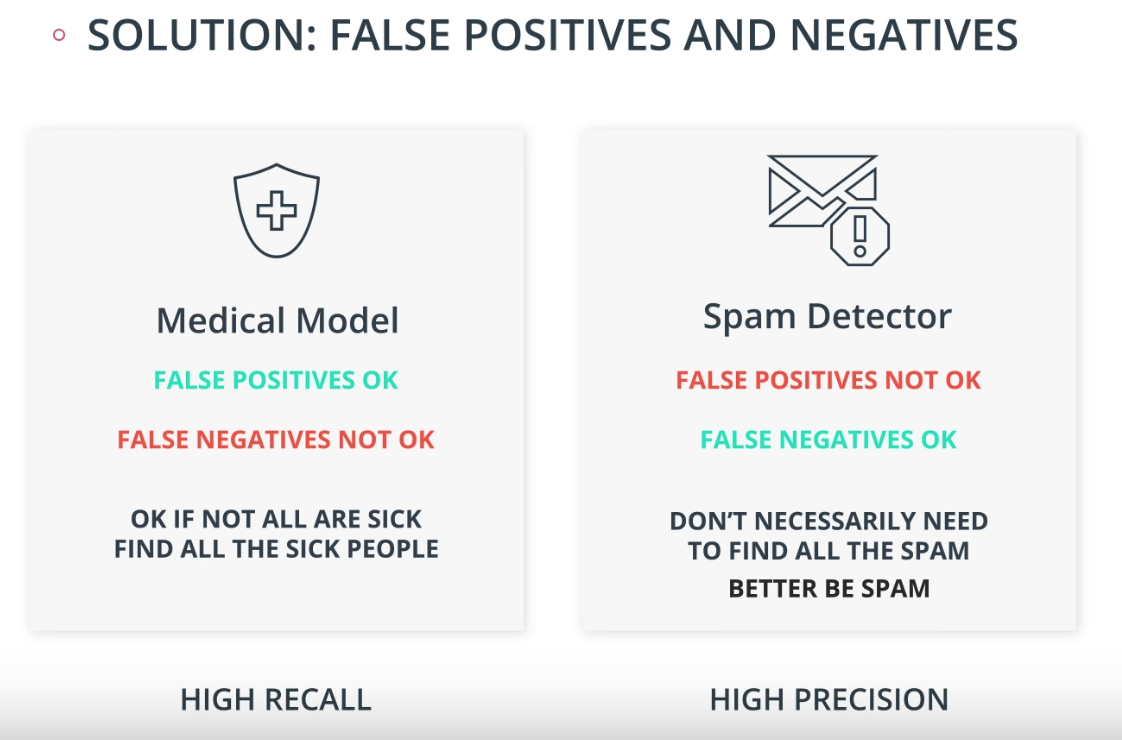 SOLUTION: FALSE POSITIVES AND NEGATIVES
Medical Model
FALSE POSITIVES OK
FALSE NEGATIVES NOT OK
OK IF NOT ALL ARE SICK
FIND ALL THE SICK PEOPLE
HIGH RECALL
Spam Detector
FALSE POSITIVES NOT OK
FALSE NEGATIVES OK
DON'T NECESSARILY NEED
TO FIND ALL THE SPAM
BETTER BE SPAM
HIGH PRECISION